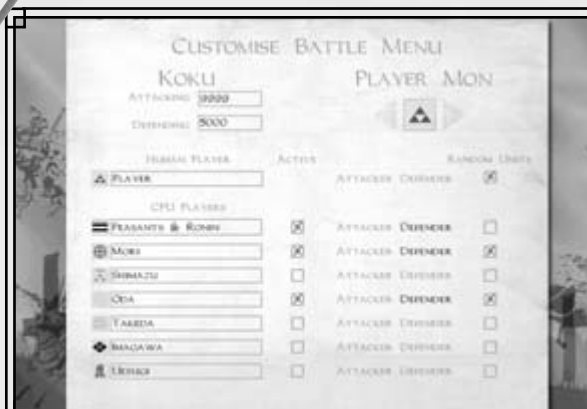 CUSTOMISE BATTLE MENU
KOKU PLAYER MON
ATTACKING 9999
DEFENDING 5000
HUMAN PLAYER ACTIVE RANDOM UNITS
PLAYER ATTACKER DEFENDER
CPU PLAYERS
PEASANTS & RONIN ATTACKER DEFENDER
MORI ATTACKER DEFENDER
SHIMAZU ATTACKER DEFENDER
ODA ATTACKER DEFENDER
TAKEDA ATTACKER DEFENDER
IMAGAWA ATTACKER DEFENDER
UESUGI ATTACKER DEFENDER